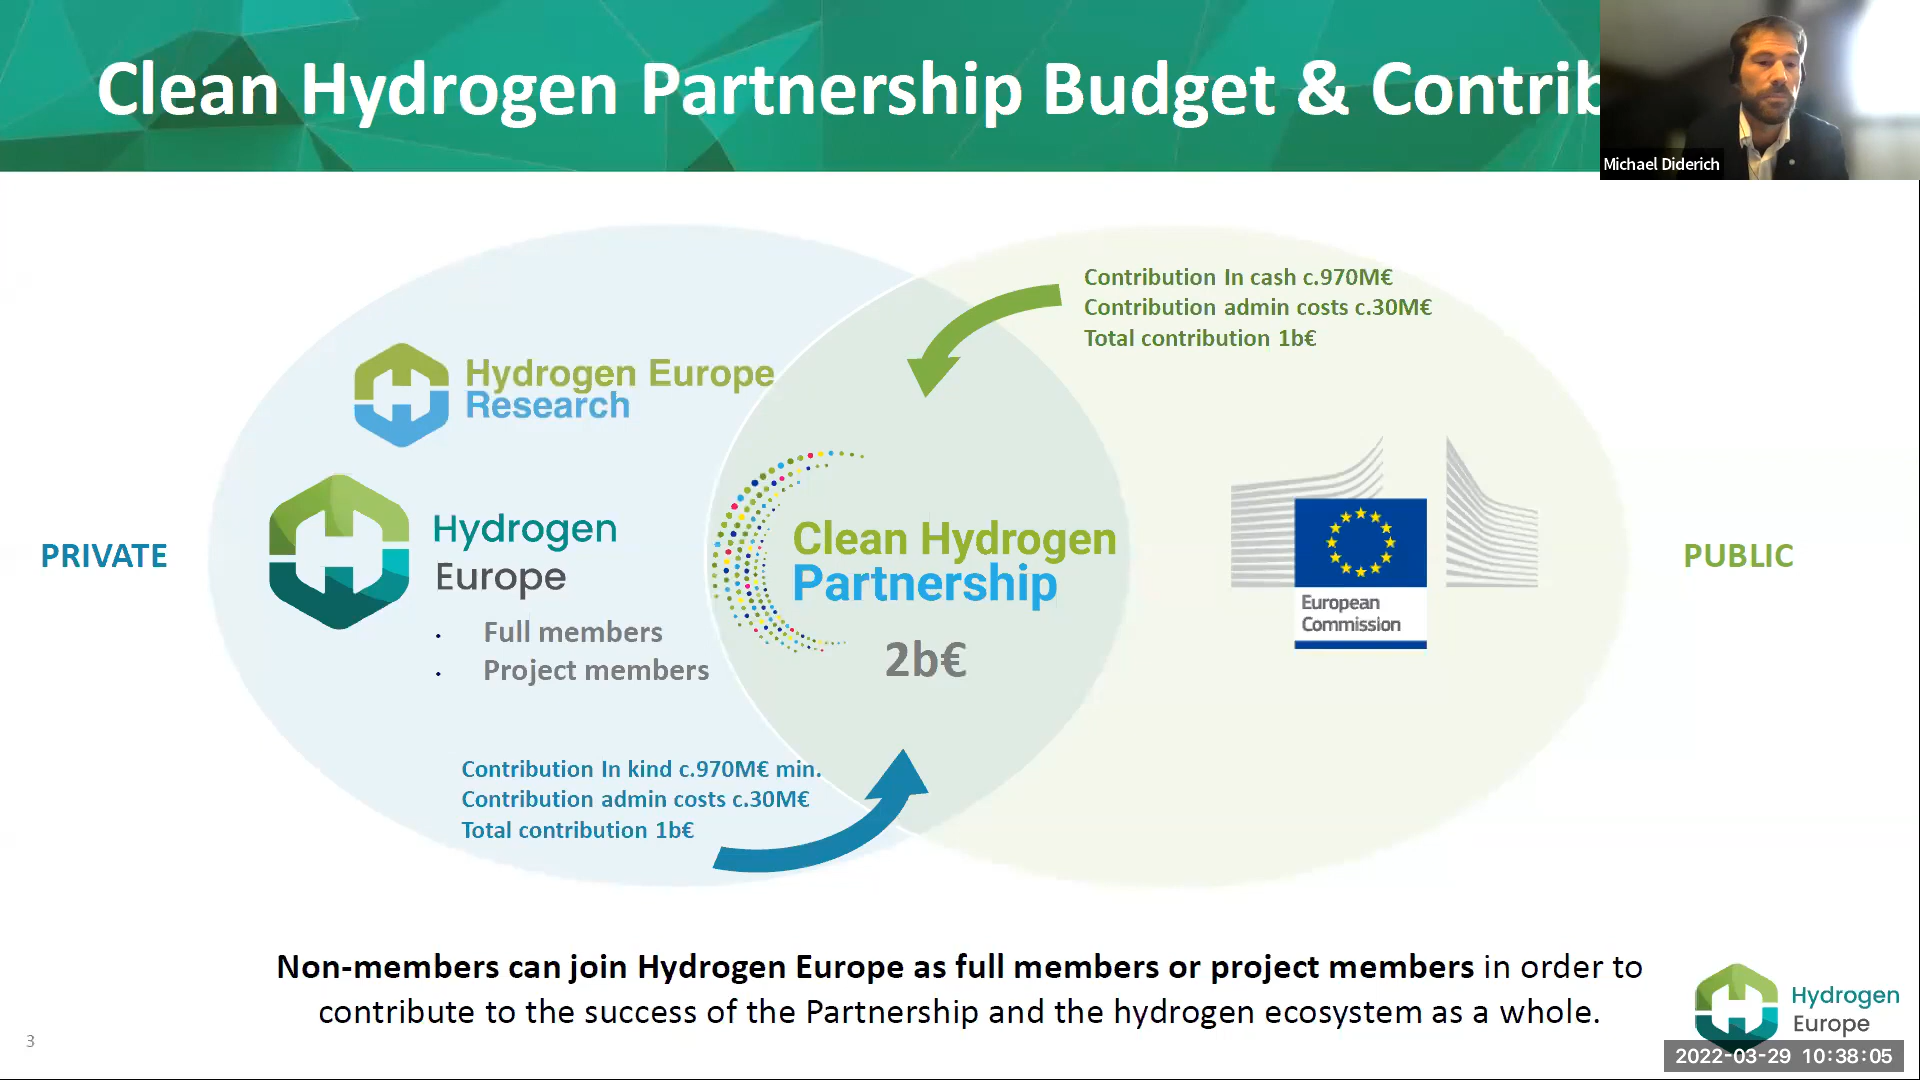 Clean Hydrogen Partnership Budget & Contrib
Michael Diderich
Contribution In cash c.970M€
Contribution admin costs c.30M€
Total contribution 1b€
Hydrogen Europe
Research
Hydrogen
Europe
• Full members
• Project members
PRIVATE
Clean Hydrogen
Partnership
2b€
European
Commission
PUBLIC
Contribution In kind c.970M€ min.
Contribution admin costs c.30M€
Total contribution 1b€
Non-members can join Hydrogen Europe as full members or project members in order to
contribute to the success of the Partnership and the hydrogen ecosystem as a whole.
Hydrogen
Europe
3
2022-03-29 10:38:05